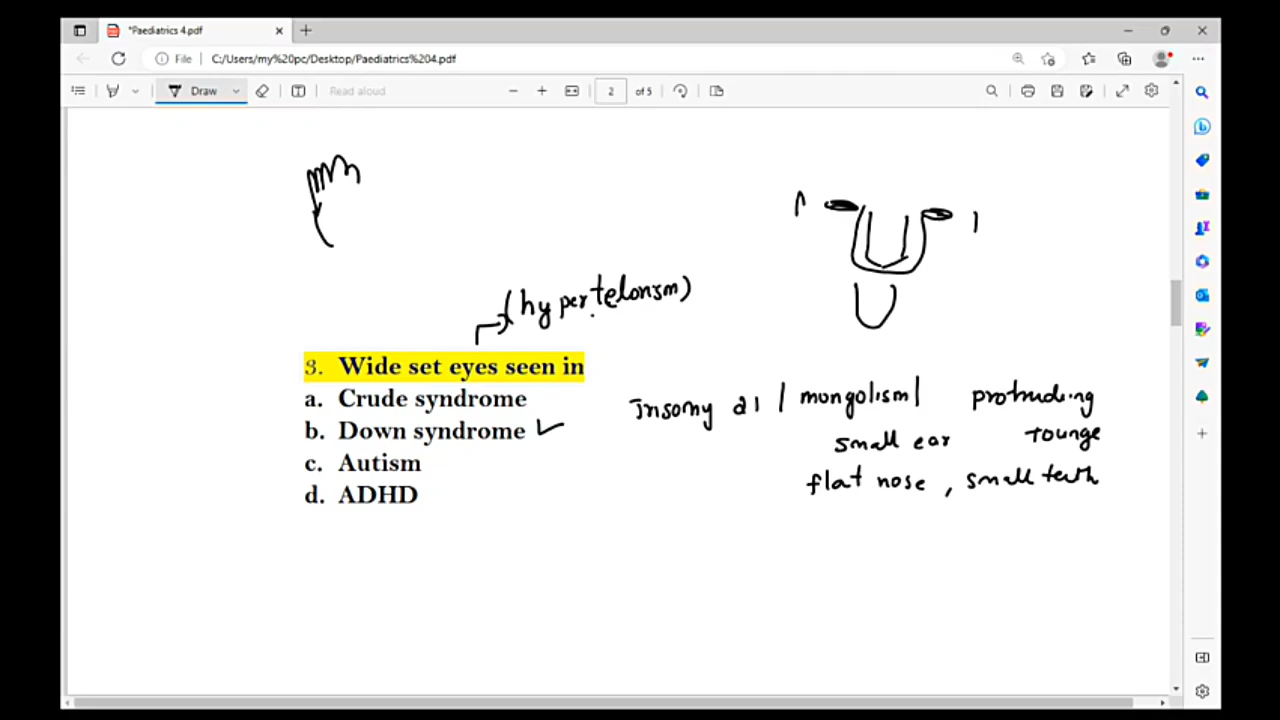 *Paediatrics 4.pdf
File C:/Users/my%20pc/Desktop/Paediatrics%204.pdf
Draw Read aloud 2 of 5
(hypertelonism)
3. Wide set eyes seen in
a. Crude syndrome
b. Down syndrome
c. Autism
d. ADHD
Trisomy 21 / mongolism / protruding
small ear tounge
flat nose, small teeth